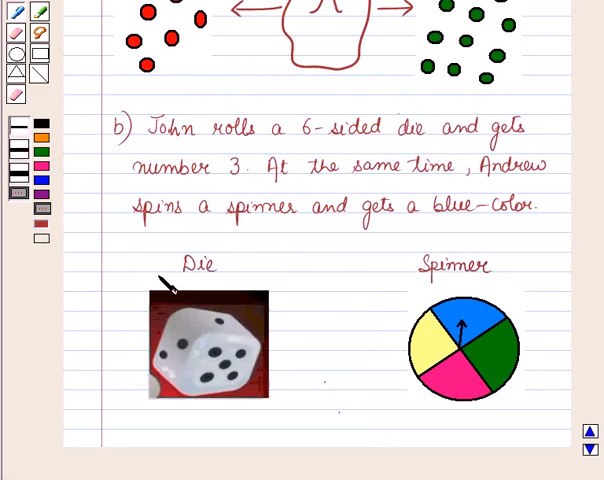 b) John rolls a 6-sided die and gets
number 3. At the same time, Andrew
spins a spinner and gets a blue-color.
Die Spinner